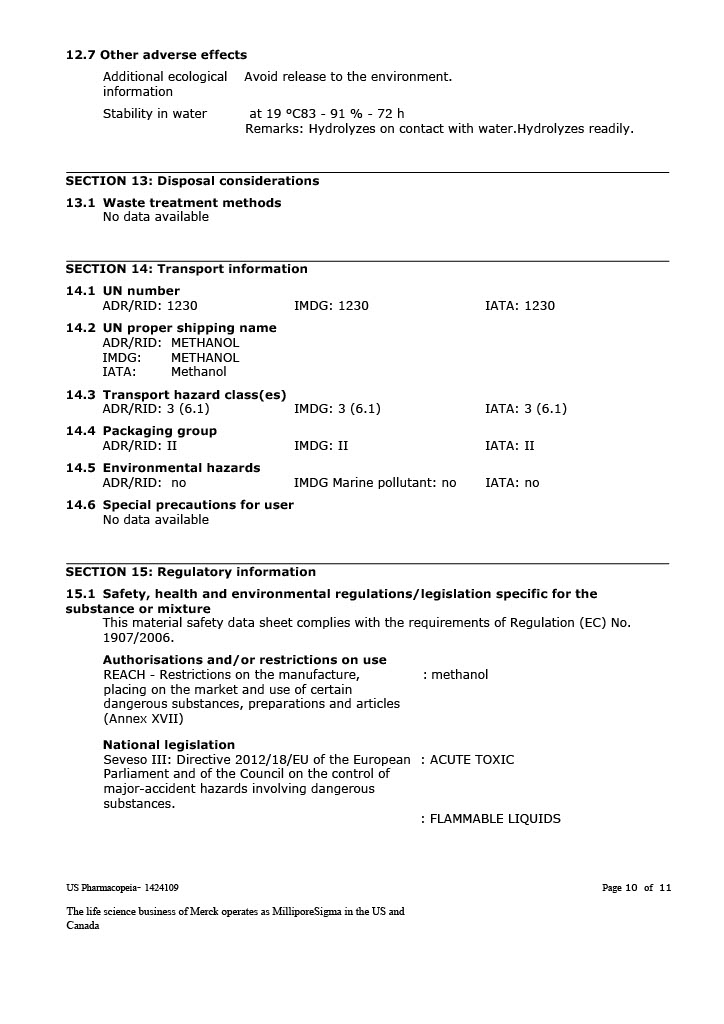 12.7 Other adverse effects
Additional ecological Avoid release to the environment.
information
Stability in water at 19 °C83 - 91 % - 72 h
Remarks: Hydrolyzes on contact with water.Hydrolyzes readily.
SECTION 13: Disposal considerations
13.1 Waste treatment methods
No data available
SECTION 14: Transport information
14.1 UN number
ADR/RID: 1230 IMDG: 1230 IATA: 1230
14.2 UN proper shipping name
ADR/RID: METHANOL
IMDG: METHANOL
IATA: Methanol
14.3 Transport hazard class(es)
ADR/RID: 3 (6.1) IMDG: 3 (6.1) IATA: 3 (6.1)
14.4 Packaging group
ADR/RID: II IMDG: II IATA: II
14.5 Environmental hazards
ADR/RID: no IMDG Marine pollutant: no IATA: no
14.6 Special precautions for user
No data available
SECTION 15: Regulatory information
15.1 Safety, health and environmental regulations/legislation specific for the
substance or mixture
This material safety data sheet complies with the requirements of Regulation (EC) No.
1907/2006.
Authorisations and/or restrictions on use
REACH - Restrictions on the manufacture, : methanol
placing on the market and use of certain
dangerous substances, preparations and articles
(Annex XVII)
National legislation
Seveso III: Directive 2012/18/EU of the European : ACUTE TOXIC
Parliament and of the Council on the control of
major-accident hazards involving dangerous
substances.
: FLAMMABLE LIQUIDS
US Pharmacopeia- 1424109 Page 10 of 11
The life science business of Merck operates as MilliporeSigma in the US and
Canada